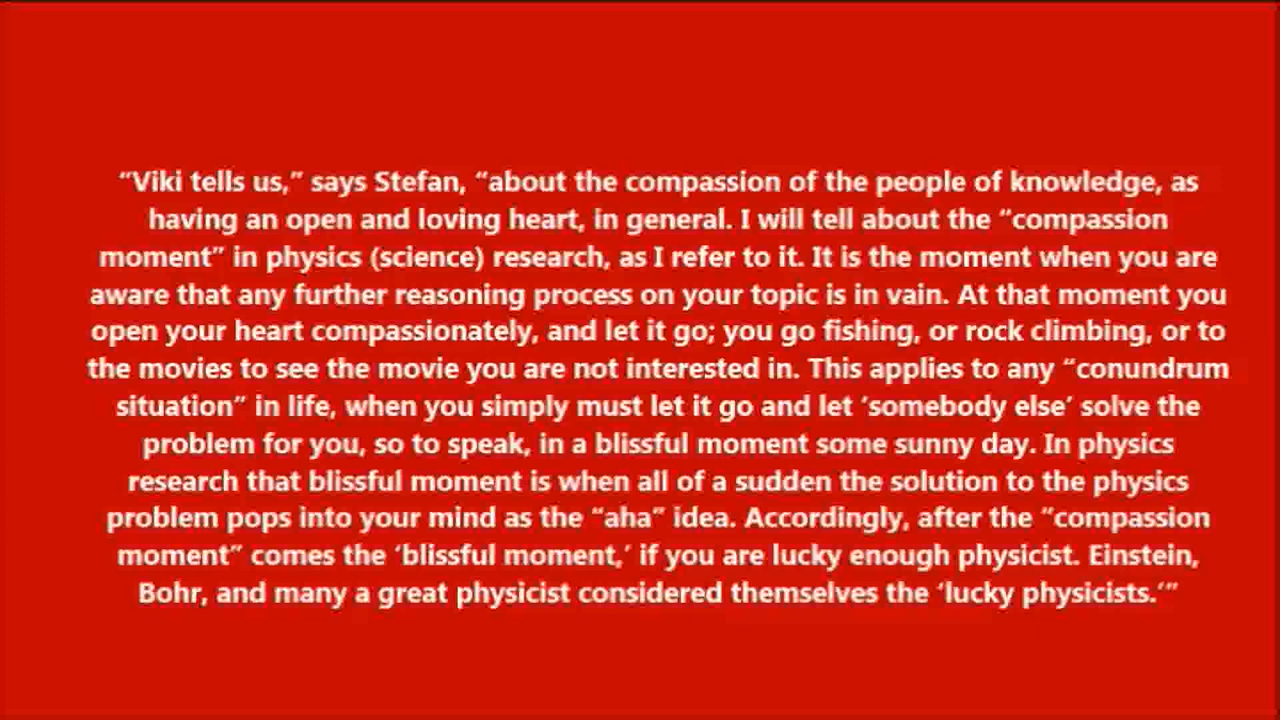 “Viki tells us,” says Stefan, “about the compassion of the people of knowledge, as
having an open and loving heart, in general. I will tell about the “compassion
moment” in physics (science) research, as I refer to it. It is the moment when you are
aware that any further reasoning process on your topic is in vain. At that moment you
open your heart compassionately, and let it go; you go fishing, or rock climbing, or to
the movies to see the movie you are not interested in. This applies to any “conundrum
situation” in life, when you simply must let it go and let ‘somebody else’ solve the
problem for you, so to speak, in a blissful moment some sunny day. In physics
research that blissful moment is when all of a sudden the solution to the physics
problem pops into your mind as the “aha” idea. Accordingly, after the “compassion
moment” comes the ‘blissful moment,’ if you are lucky enough physicist. Einstein,
Bohr, and many a great physicist considered themselves the ‘lucky physicists.’”